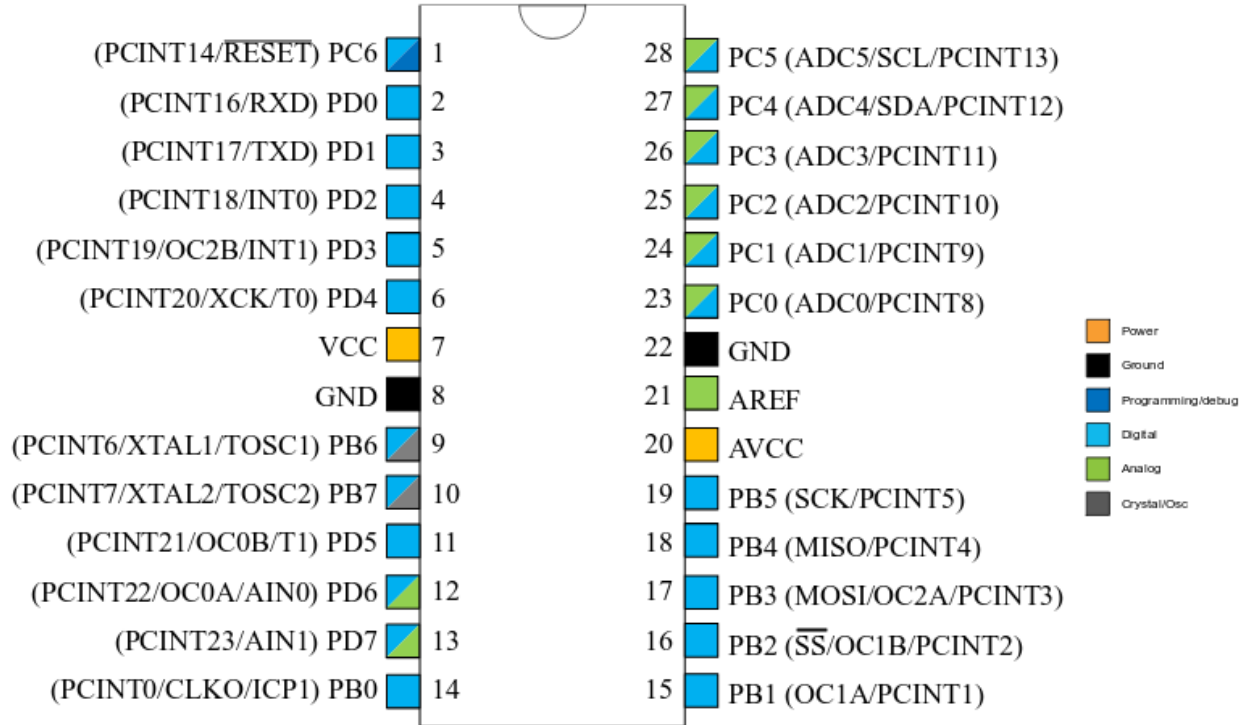 (PCINT14/RESET) PC6 1
(PCINT16/RXD) PD0 2
(PCINT17/TXD) PD1 3
(PCINT18/INT0) PD2 4
(PCINT19/OC2B/INT1) PD3 5
(PCINT20/XCK/T0) PD4 6
VCC 7
GND 8
(PCINT6/XTAL1/TOSC1) PB6 9
(PCINT7/XTAL2/TOSC2) PB7 10
(PCINT21/OC0B/T1) PD5 11
(PCINT22/OC0A/AIN0) PD6 12
(PCINT23/AIN1) PD7 13
(PCINT0/CLKO/ICP1) PB0 14
28 PC5 (ADC5/SCL/PCINT13)
27 PC4 (ADC4/SDA/PCINT12)
26 PC3 (ADC3/PCINT11)
25 PC2 (ADC2/PCINT10)
24 PC1 (ADC1/PCINT9)
23 PC0 (ADC0/PCINT8)
22 GND
21 AREF
20 AVCC
19 PB5 (SCK/PCINT5)
18 PB4 (MISO/PCINT4)
17 PB3 (MOSI/OC2A/PCINT3)
16 PB2 (SS/OC1B/PCINT2)
15 PB1 (OC1A/PCINT1)
Power
Ground
Programming/debug
Digital
Analog
Crystal/Osc